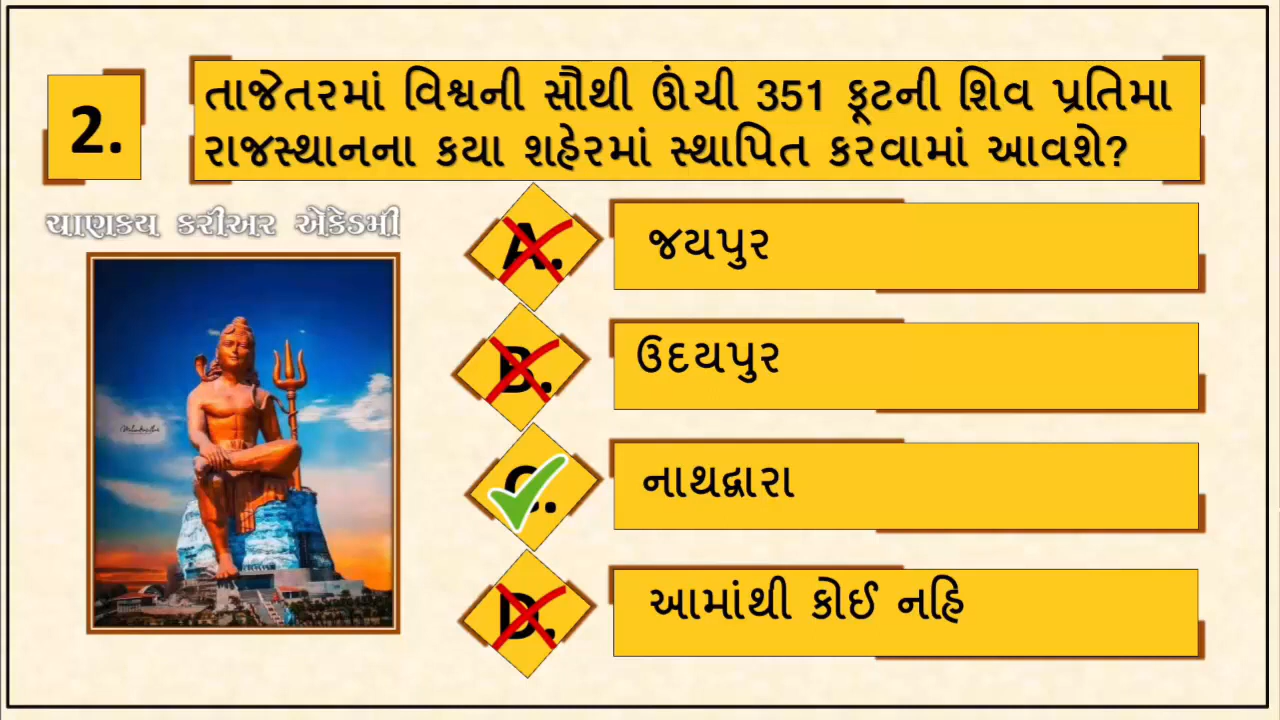 2.
તાજેતરમાં વિશ્વની સૌથી ઊંચી 351 ફૂટની શિવ પ્રતિમા
રાજસ્થાનના કયા શહેરમાં સ્થાપિત કરવામાં આવશે?
ચાણકય કરીઅર એકેડમી
A. જયપુર
B. ઉદયપુર
C. નાથદ્વારા
D. આમાંથી કોઈ નહિ